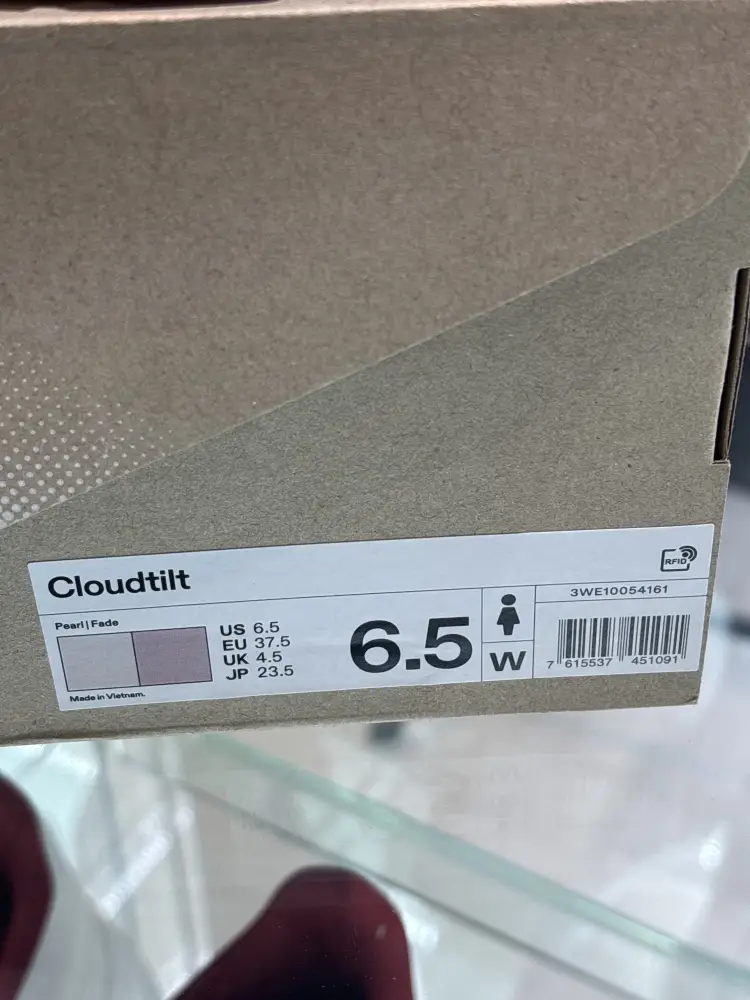 Cloudtilt
RFID
Pearl | Fade
US 6.5
EU 37.5
UK 4.5
JP 23.5
Made in Vietnam.
6.5
W
3WE10054161
7 615537 451091